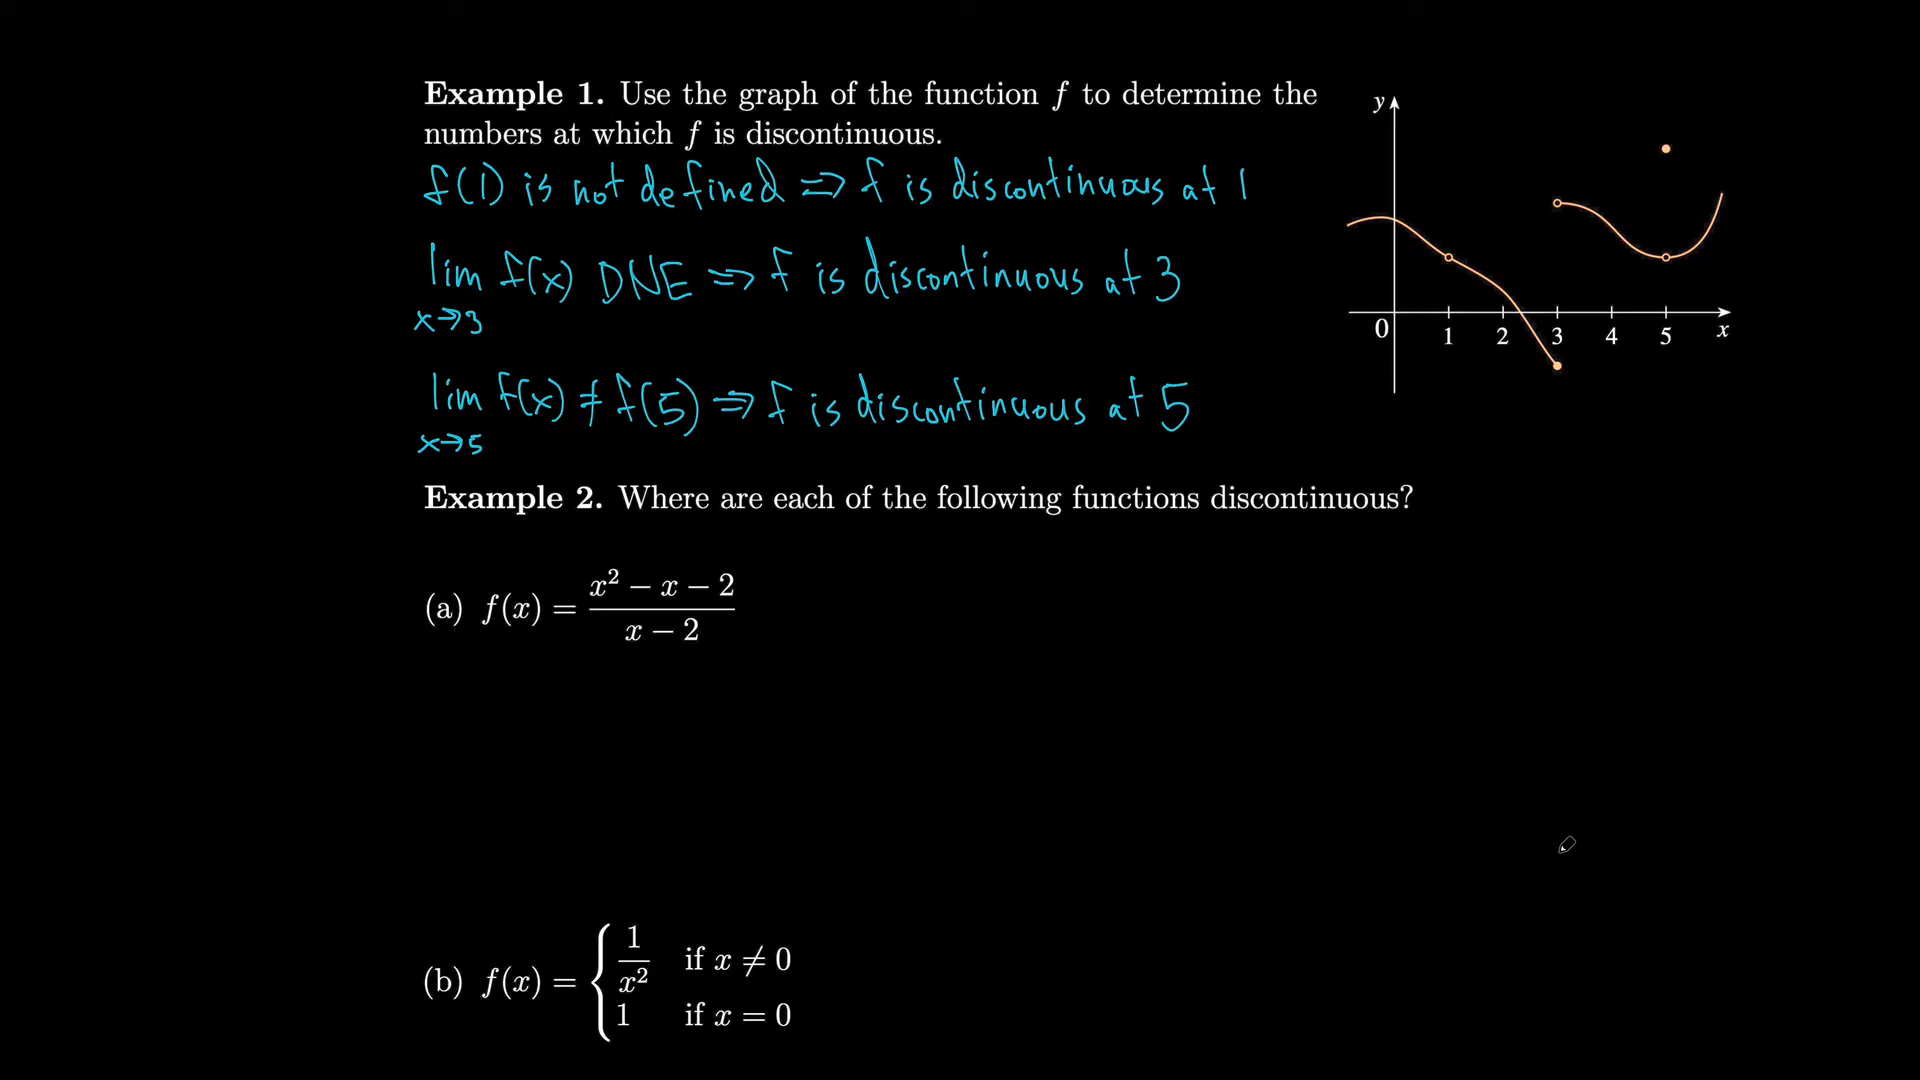 Example 1. Use the graph of the function f to determine the
numbers at which f is discontinuous.
f(1) is not defined ⇒ f is discontinuous at 1
lim f(x) DNE ⇒ f is discontinuous at 3
x→3
lim f(x) ≠ f(5) ⇒ f is discontinuous at 5
x→5
y
0 1 2 3 4 5 x
Example 2. Where are each of the following functions discontinuous?
(a) f(x) = (x² − x − 2)/(x − 2)
(b) f(x) = { 1/x² if x ≠ 0
1 if x = 0